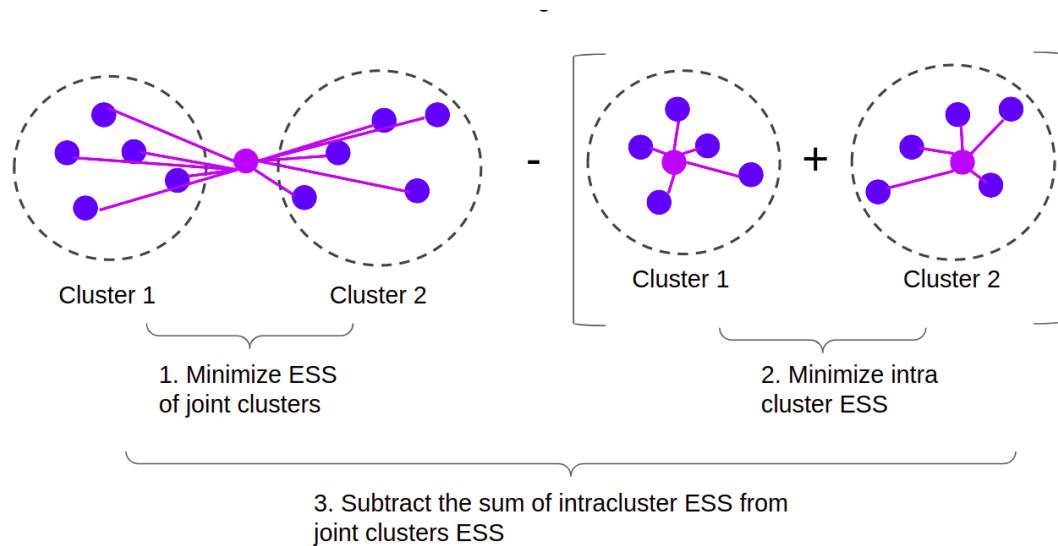 Cluster 1
Cluster 2
-
Cluster 1
+
Cluster 2
1. Minimize ESS
of joint clusters
2. Minimize intra
cluster ESS
3. Subtract the sum of intracluster ESS from
joint clusters ESS